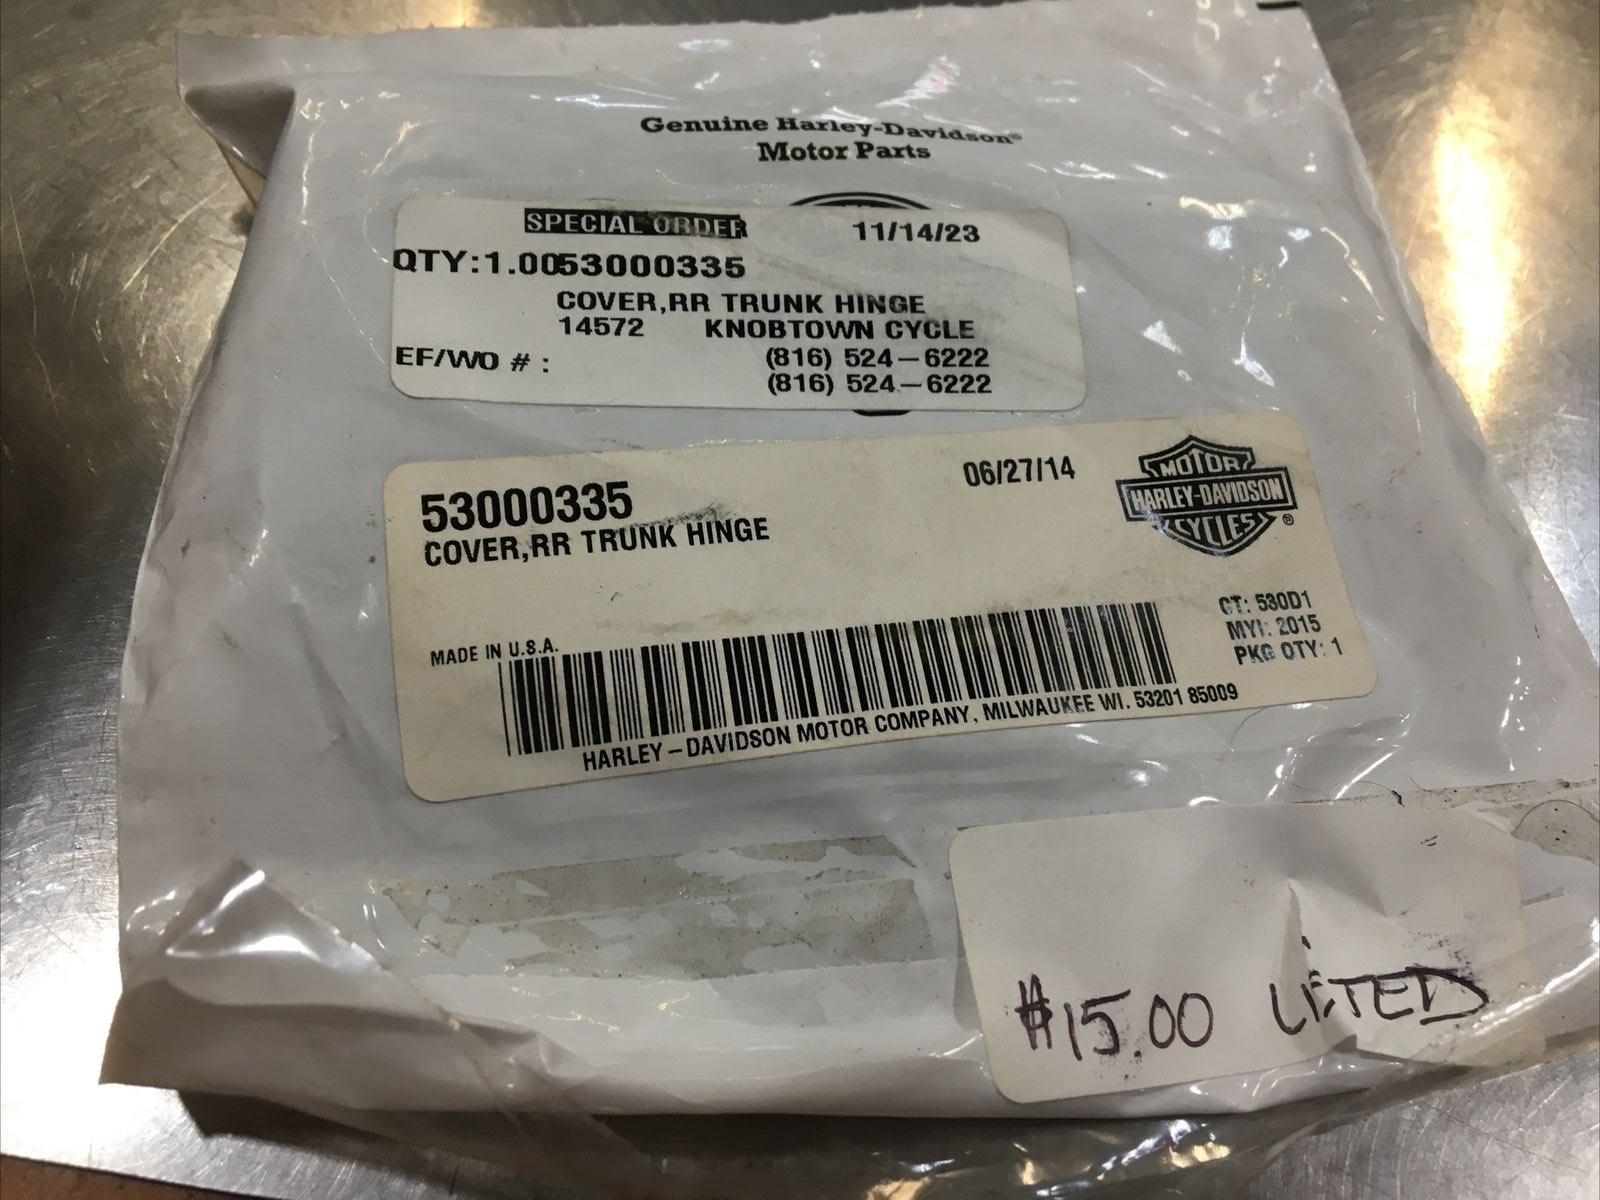 Genuine Harley-Davidson®
Motor Parts
SPECIAL ORDER 11/14/23
QTY:1.00 53000335
COVER,RR TRUNK HINGE
14572 KNOBTOWN CYCLE
EF/WO # : (816) 524-6222
(816) 524-6222
53000335 06/27/14
COVER,RR TRUNK HINGE
MOTOR
HARLEY-DAVIDSON
CYCLES®
CT: 530D1
MYI: 2015
PKG QTY: 1
MADE IN U.S.A.
HARLEY-DAVIDSON MOTOR COMPANY, MILWAUKEE WI. 53201 85009
$15.00 LISTED